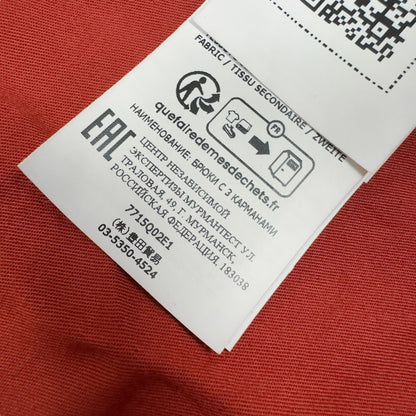 FABRIC / TISSU SECONDAIRE / ZWEITE
FR
quefairedemesdechets.fr
EAC
НАИМЕНОВАНИЕ: БРЮКИ С 3 КАРМАНАМИ
ЦЕНТР НЕЗАВИСИМОЙ
ЭКСПЕРТИЗЫ МУРМАНТЕСТ УЛ.
ТРАЛОВАЯ, 49, Г. МУРМАНСК,
РОССИЙСКАЯ ФЕДЕРАЦИЯ, 183038
7715Q02E1
(株) 豊田貿易
03-5350-4524